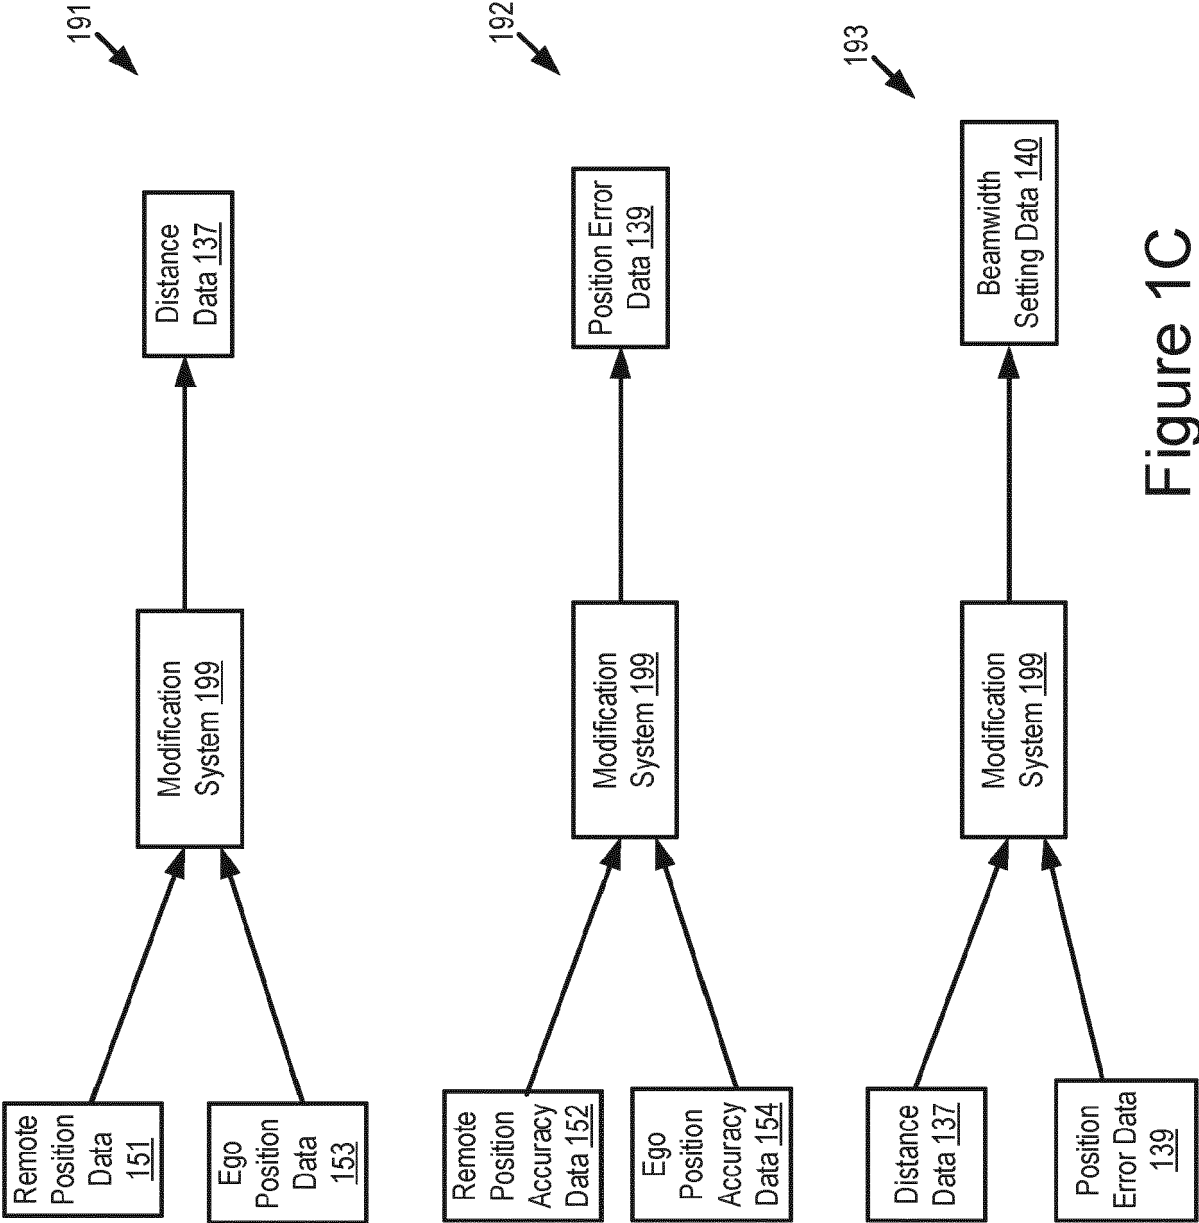 191
Remote
Position
Data
151
Ego
Position
Data
153
Modification
System 199
Distance
Data 137
192
Remote
Position
Accuracy
Data 152
Ego
Position
Accuracy
Data 154
Modification
System 199
Position Error
Data 139
193
Distance
Data 137
Position
Error Data
139
Modification
System 199
Beamwidth
Setting Data 140
Figure 1C